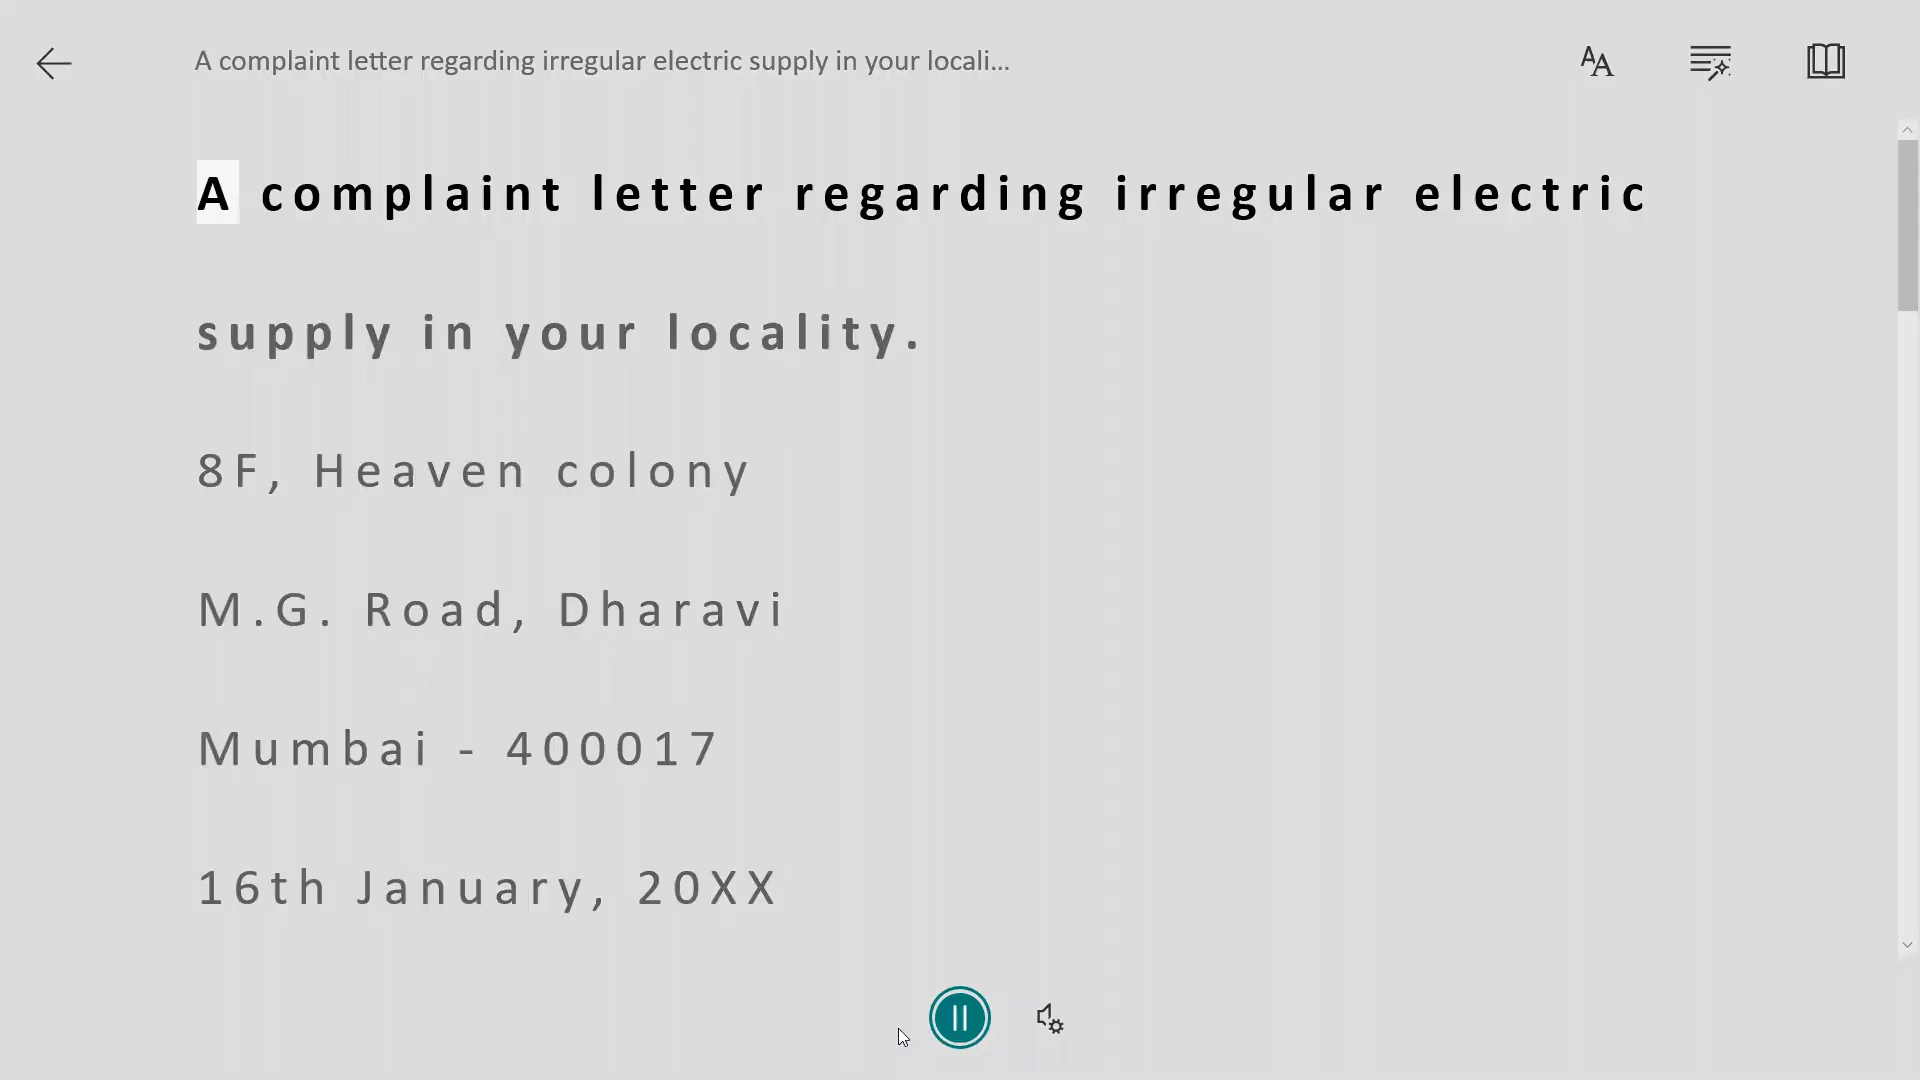 A complaint letter regarding irregular electric supply in your locali...
A complaint letter regarding irregular electric
supply in your locality.
8F, Heaven colony
M.G. Road, Dharavi
Mumbai - 400017
16th January, 20XX